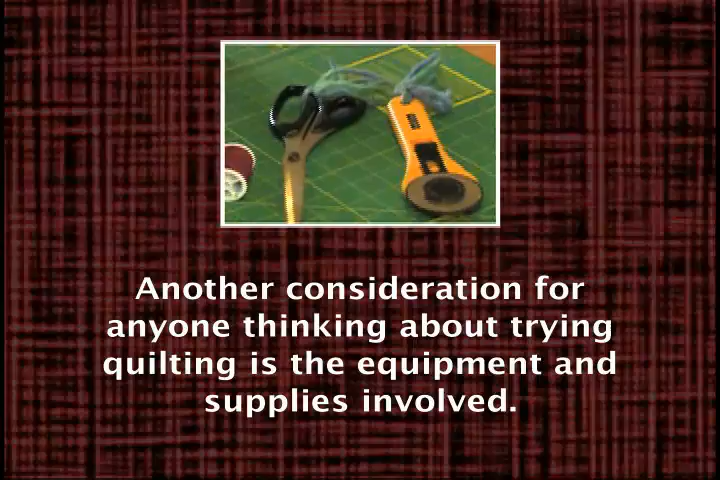 Another consideration for
anyone thinking about trying
quilting is the equipment and
supplies involved.